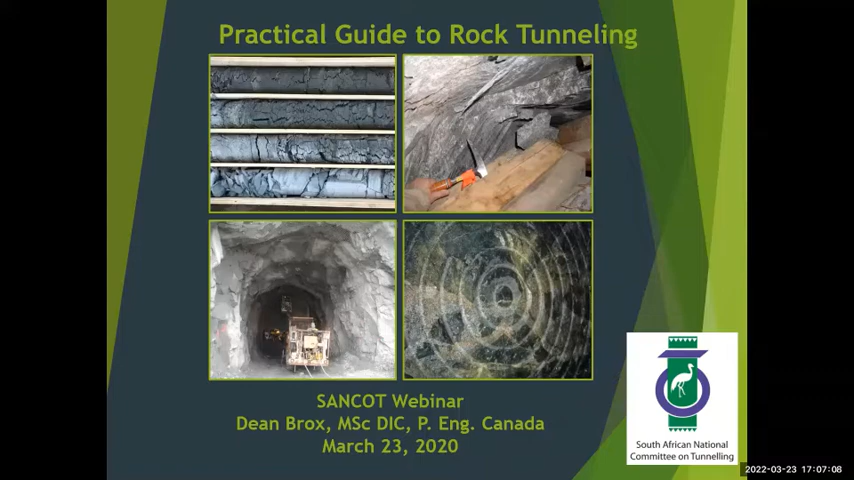 Practical Guide to Rock Tunneling
SANCOT Webinar
Dean Brox, MSc DIC, P. Eng. Canada
March 23, 2020
South African National
Committee on Tunnelling
2022-03-23 17:07:08